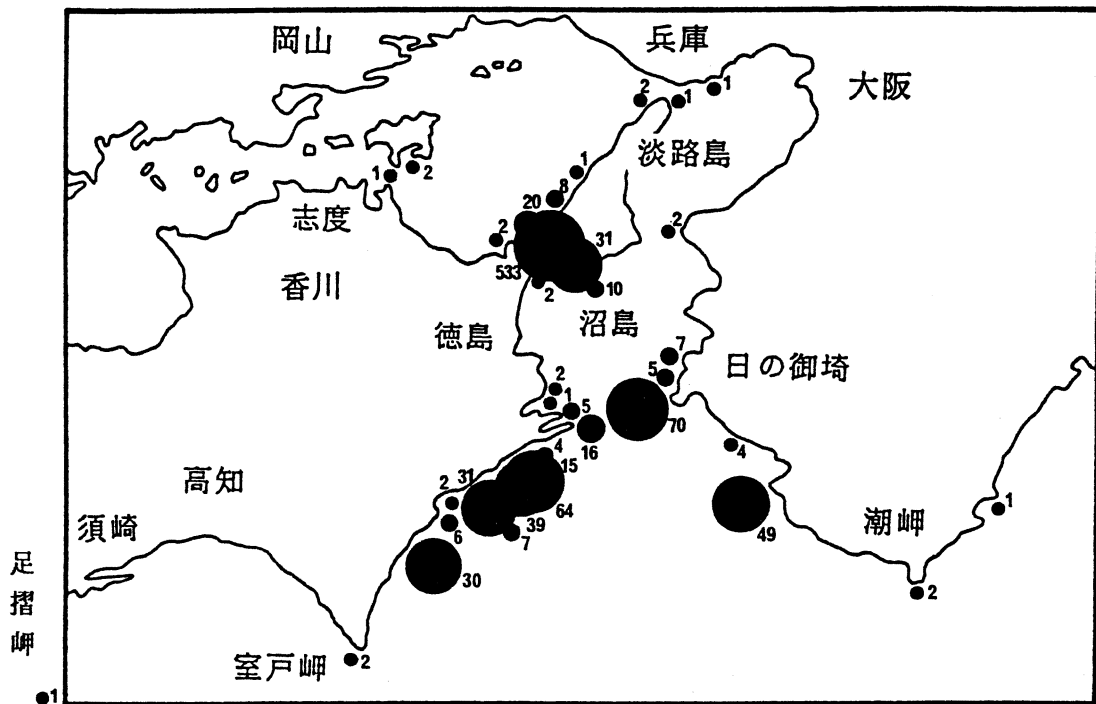 岡山
兵庫
大阪
2
1
1
淡路島
1
2
1
8
志度
20
2
2
31
533
香川
2
10
徳島
沼島
7
日の御埼
5
2
1
5
70
16
4
4
15
高知
2
31
64
須崎
39
49
潮岬
1
6
7
足摺岬
30
2
室戸岬
2
1